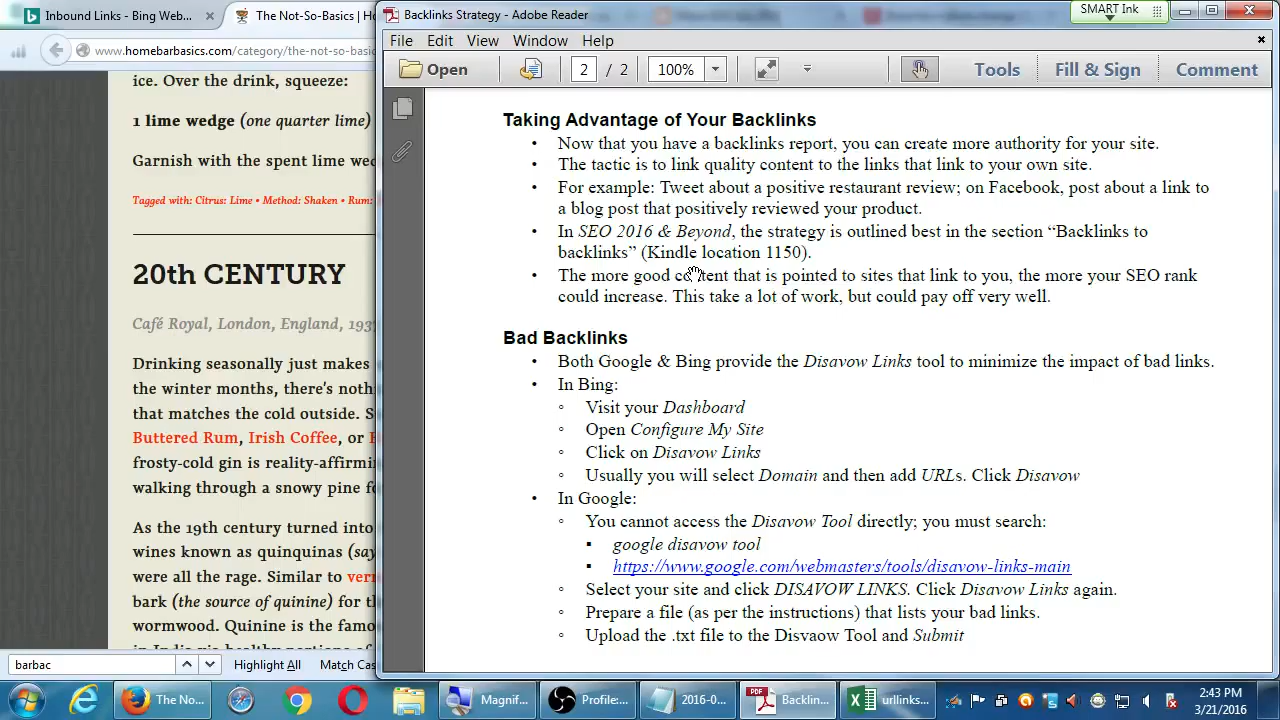 Inbound Links - Bing Web... ×
The Not-So-Basics | H
www.homebarbasics.com/category/the-not-so-basic
ice. Over the drink, squeeze:
1 lime wedge (one quarter lime)
Garnish with the spent lime wed
Tagged with: Citrus: Lime • Method: Shaken • Rum:
20th CENTURY
Café Royal, London, England, 193
Drinking seasonally just makes
the winter months, there's noth
that matches the cold outside. S
Buttered Rum, Irish Coffee, or
frosty-cold gin is reality-affirmin
walking through a snowy pine fo
As the 19th century turned into
wines known as quinquinas (say
were all the rage. Similar to verm
bark (the source of quinine) for th
wormwood. Quinine is the famo
barbac
Highlight All
Match Cas
Backlinks Strategy - Adobe Reader
SMART Ink
File Edit View Window Help
Open 2 / 2 100% Tools Fill & Sign Comment
Taking Advantage of Your Backlinks
• Now that you have a backlinks report, you can create more authority for your site.
• The tactic is to link quality content to the links that link to your own site.
• For example: Tweet about a positive restaurant review; on Facebook, post about a link to
a blog post that positively reviewed your product.
• In SEO 2016 & Beyond, the strategy is outlined best in the section “Backlinks to
backlinks” (Kindle location 1150).
• The more good content that is pointed to sites that link to you, the more your SEO rank
could increase. This take a lot of work, but could pay off very well.
Bad Backlinks
• Both Google & Bing provide the Disavow Links tool to minimize the impact of bad links.
• In Bing:
◦ Visit your Dashboard
◦ Open Configure My Site
◦ Click on Disavow Links
◦ Usually you will select Domain and then add URLs. Click Disavow
• In Google:
◦ You cannot access the Disavow Tool directly; you must search:
▪ google disavow tool
▪ https://www.google.com/webmasters/tools/disavow-links-main
◦ Select your site and click DISAVOW LINKS. Click Disavow Links again.
◦ Prepare a file (as per the instructions) that lists your bad links.
◦ Upload the .txt file to the Disvaow Tool and Submit
The No...
Magnif...
Profile:...
2016-0...
Backlin...
urllinks...
2:43 PM
3/21/2016